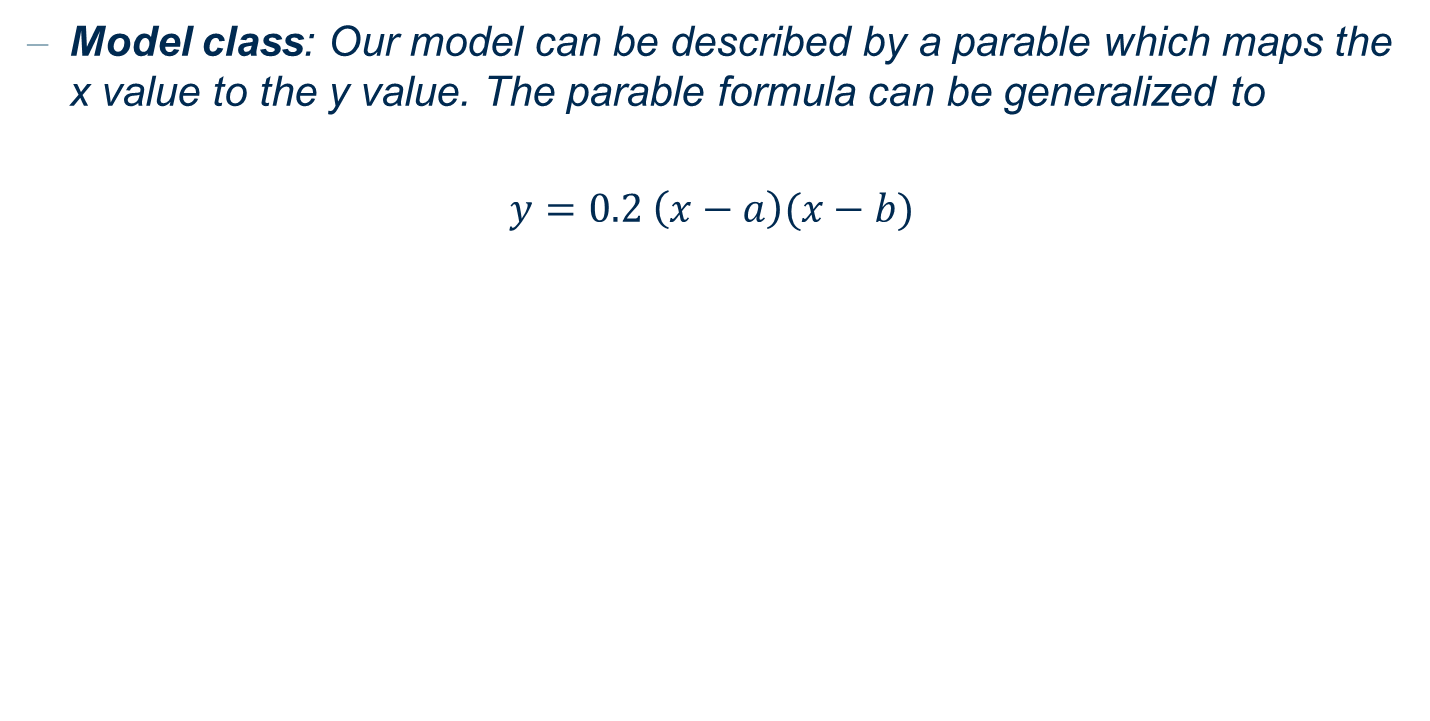 – Model class: Our model can be described by a parable which maps the
x value to the y value. The parable formula can be generalized to
y = 0.2 (x − a)(x − b)